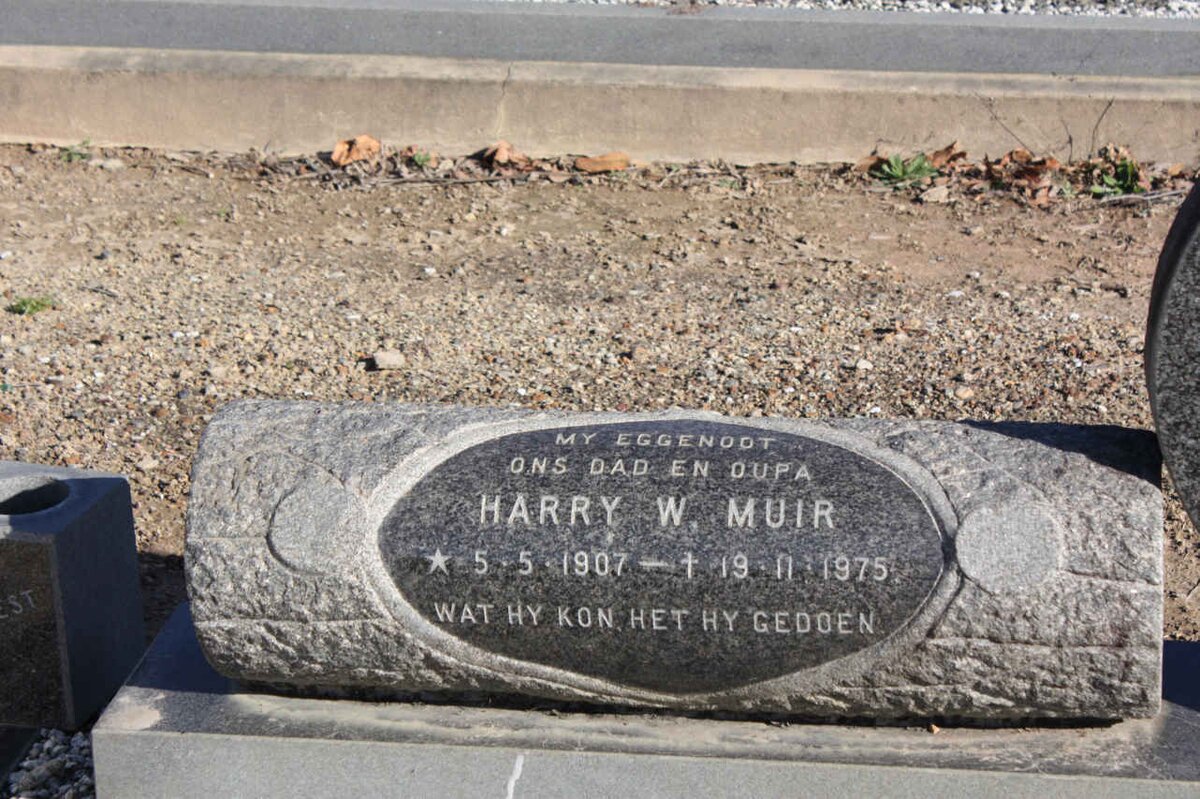 MY EGGENOOT
ONS DAD EN OUPA
HARRY W. MUIR
★ 5·5·1907 — † 19·11·1975
WAT HY KON, HET HY GEDOEN
EST